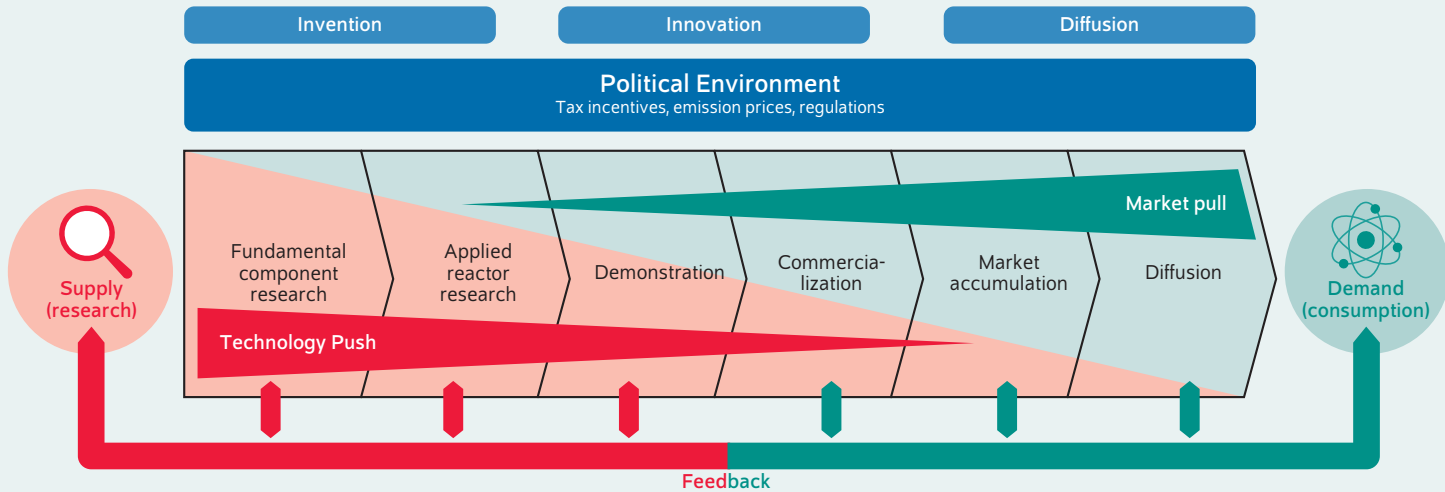 Invention
Innovation
Diffusion
Political Environment
Tax incentives, emission prices, regulations
Market pull
Fundamental
component
research
Applied
reactor
research
Demonstration
Commercia-
lization
Market
accumulation
Diffusion
Supply
(research)
Demand
(consumption)
Technology Push
Feedback